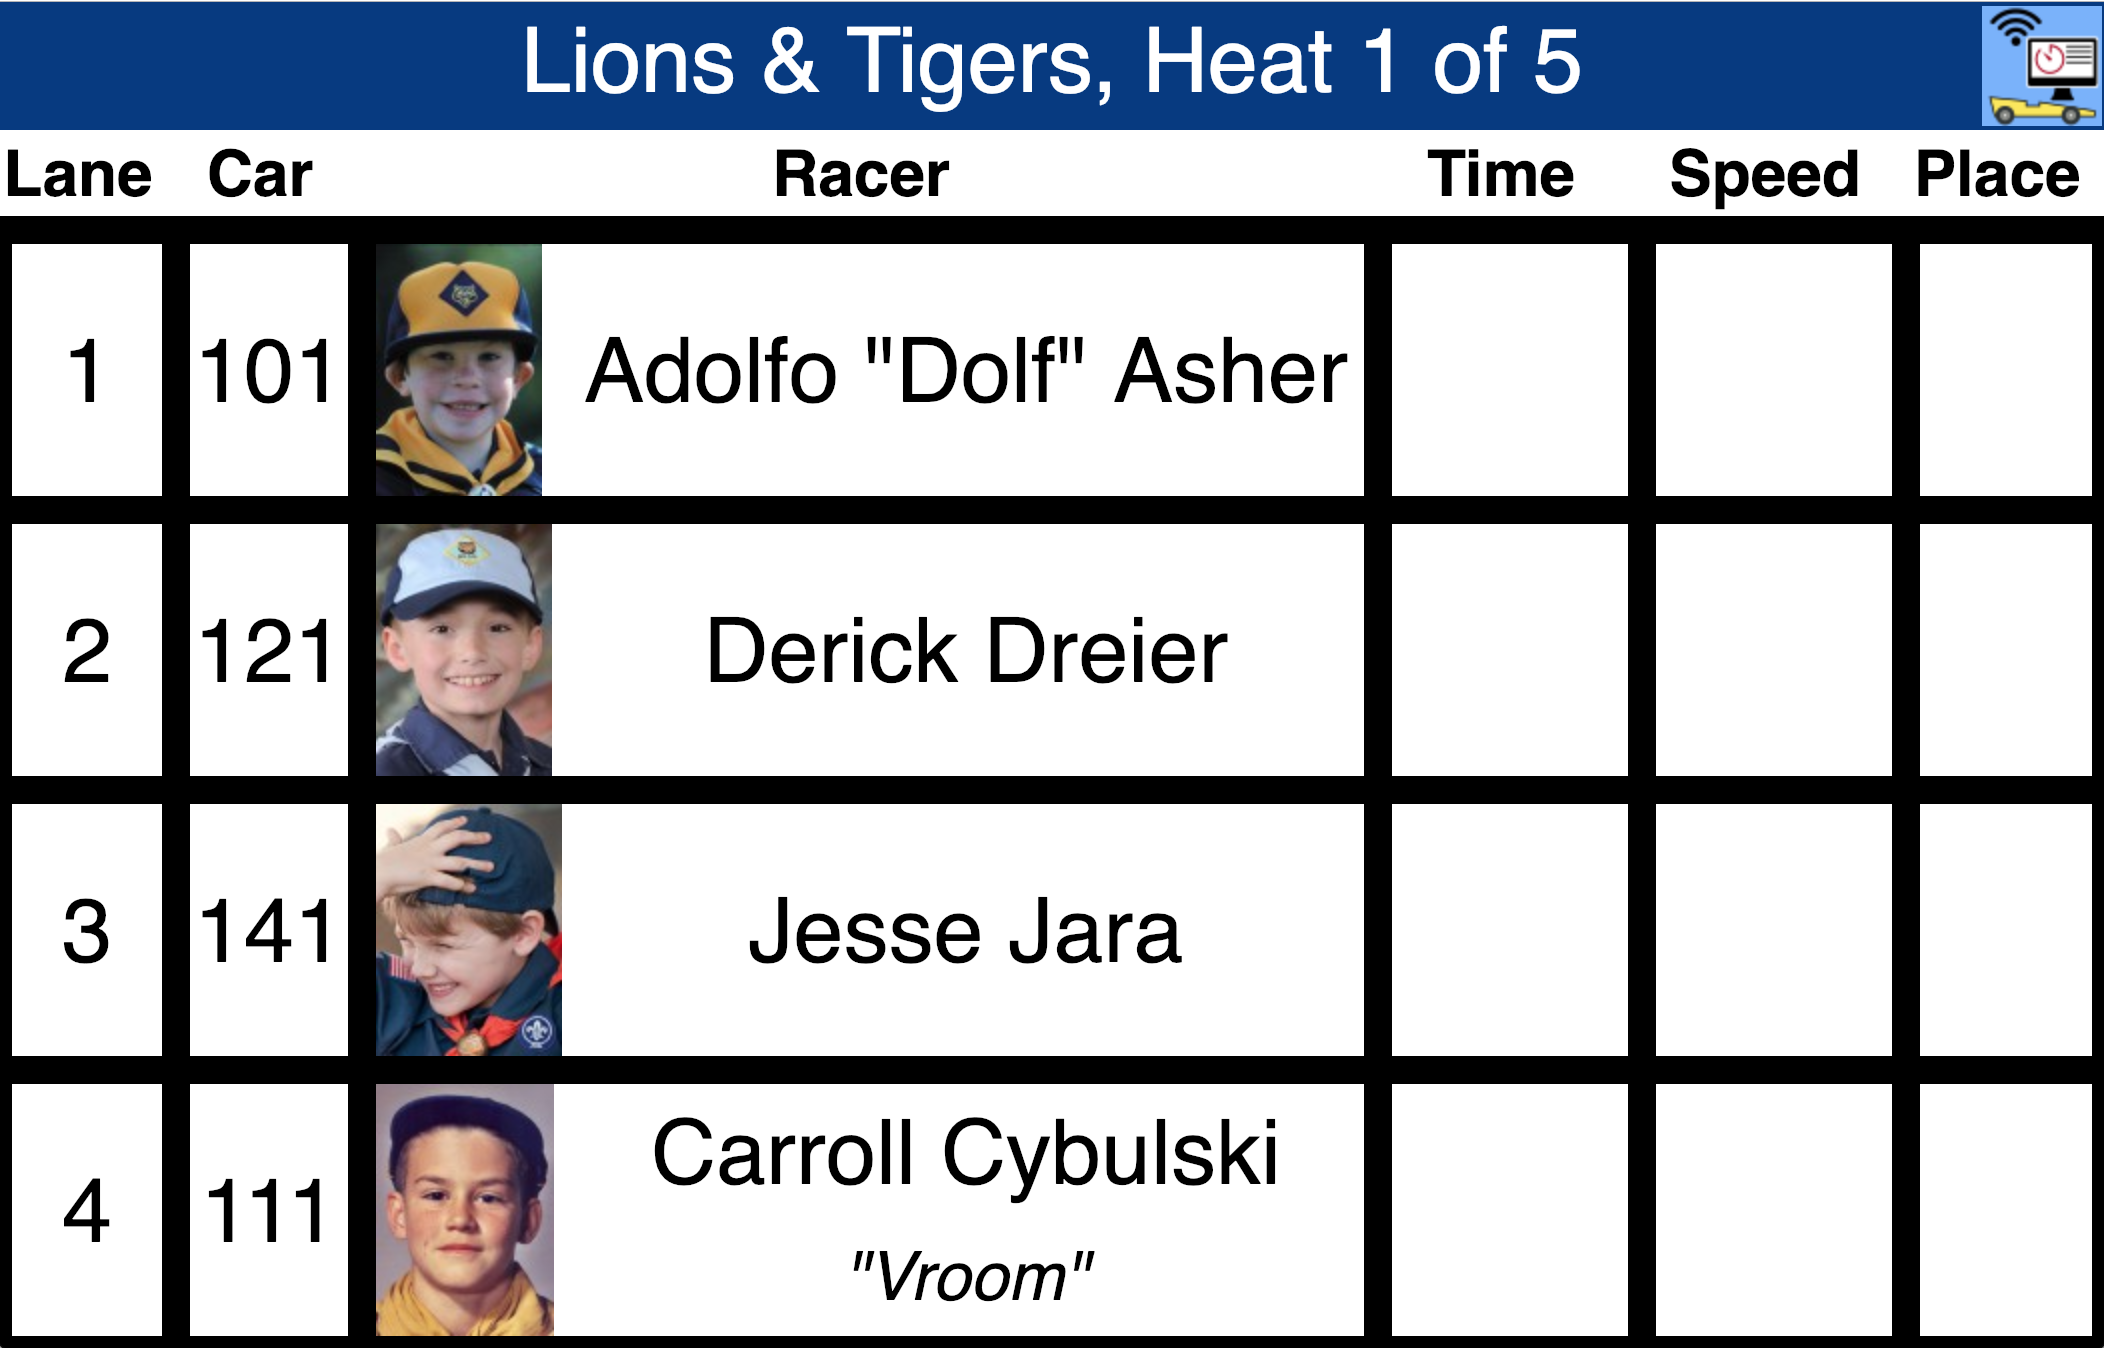 Lions & Tigers, Heat 1 of 5
Lane Car Racer Time Speed Place
1 101 Adolfo "Dolf" Asher
2 121 Derick Dreier
3 141 Jesse Jara
4 111 Carroll Cybulski
"Vroom"